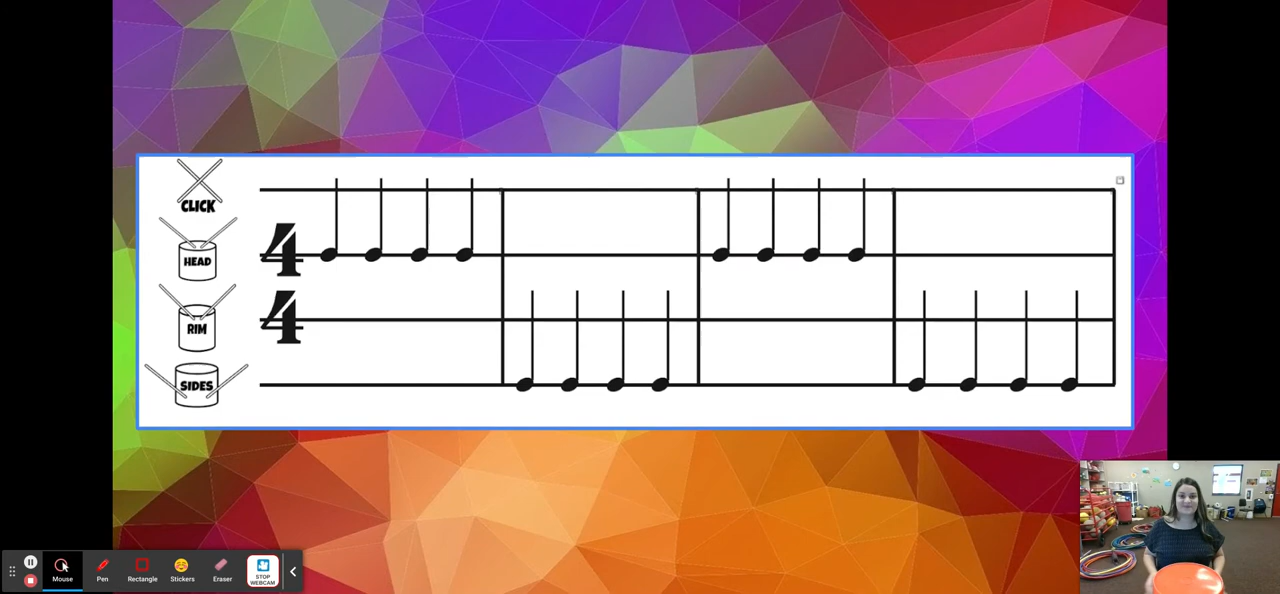 CLICK
HEAD
RIM
SIDES
4
4
Mouse
Pen
Rectangle
Stickers
Eraser
STOP
WEBCAM